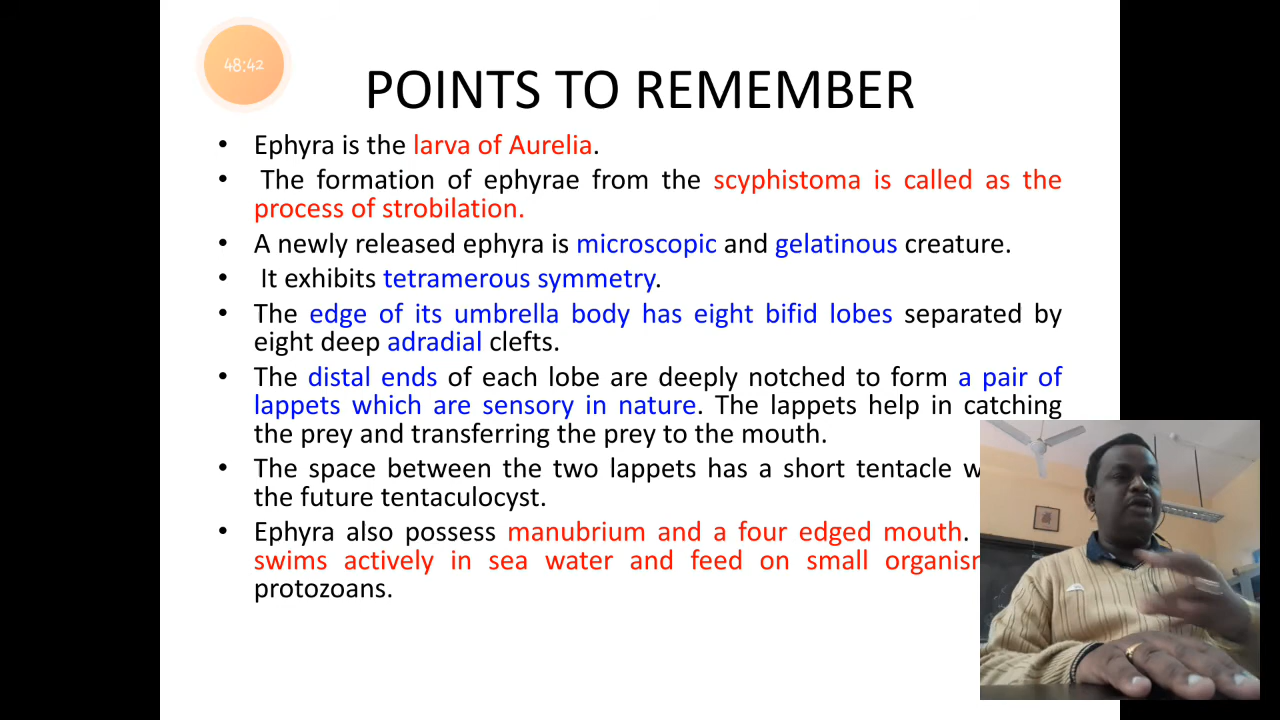 48:42
POINTS TO REMEMBER
• Ephyra is the larva of Aurelia.
• The formation of ephyrae from the scyphistoma is called as the
process of strobilation.
• A newly released ephyra is microscopic and gelatinous creature.
• It exhibits tetramerous symmetry.
• The edge of its umbrella body has eight bifid lobes separated by
eight deep adradial clefts.
• The distal ends of each lobe are deeply notched to form a pair of
lappets which are sensory in nature. The lappets help in catching
the prey and transferring the prey to the mouth.
• The space between the two lappets has a short tentacle
the future tentaculocyst.
• Ephyra also possess manubrium and a four edged mouth.
swims actively in sea water and feed on small
protozoans.